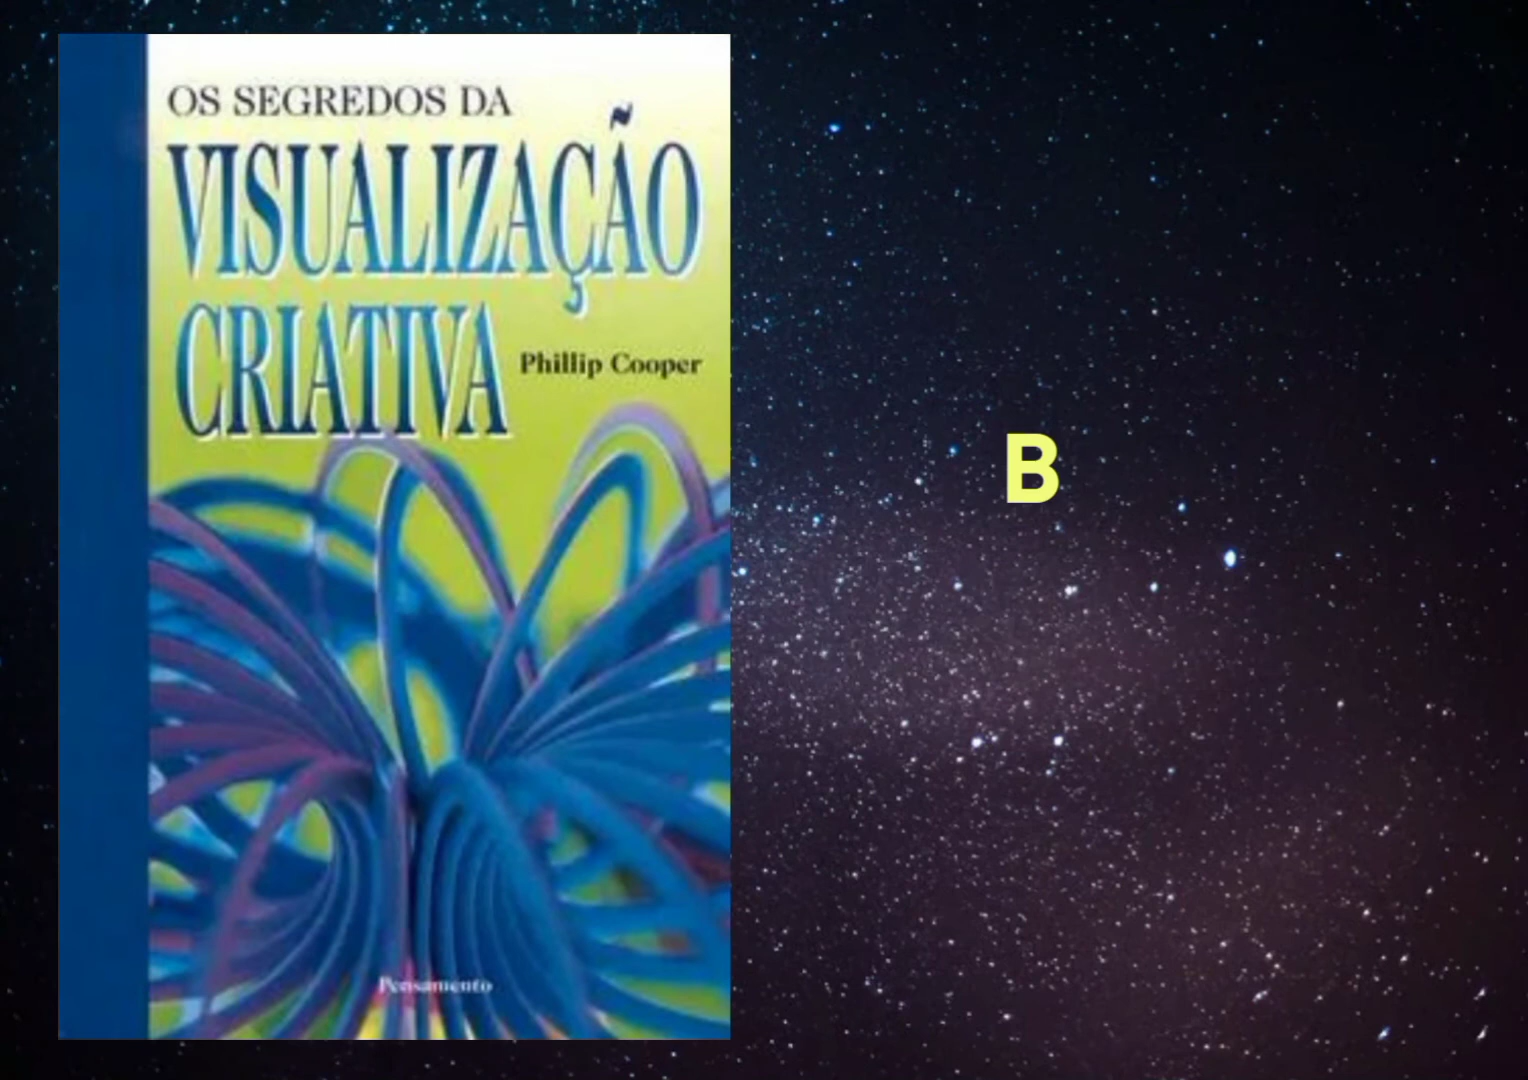 OS SEGREDOS DA
VISUALIZAÇÃO
CRIATIVA
Phillip Cooper
Pensamento
B